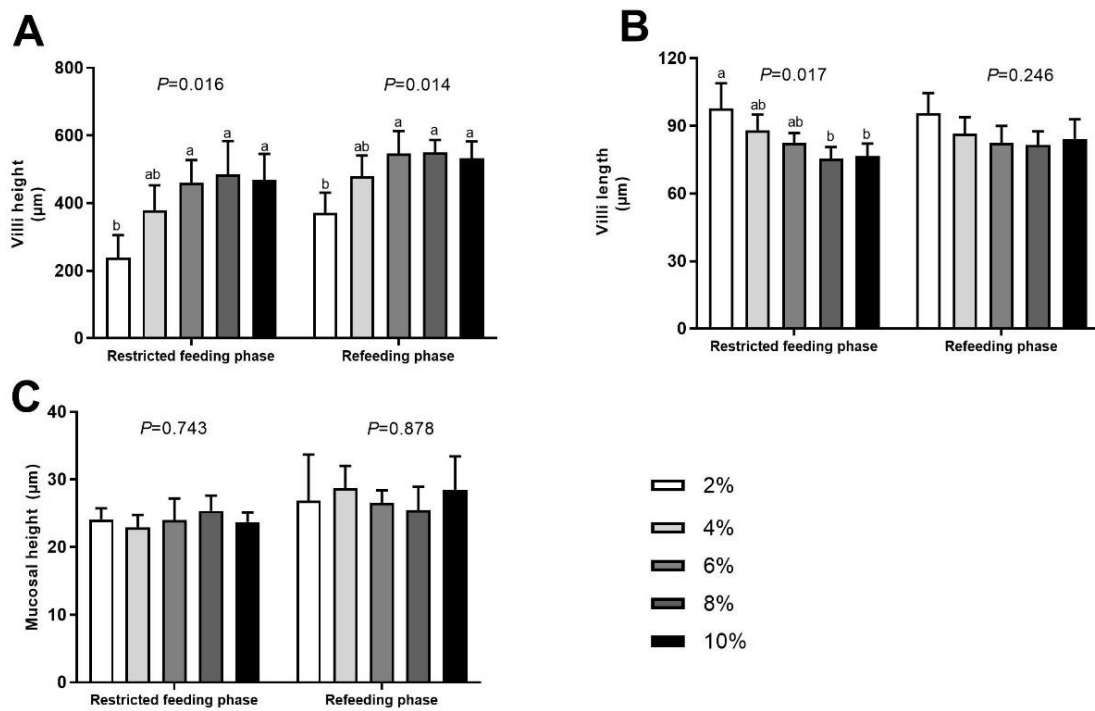 A
Villi height
(μm)
800
600
400
200
0
P=0.016
P=0.014
b
ab
a
a
a
b
ab
a
a
a
Restricted feeding phase
Refeeding phase
B
Villi length
(μm)
120
90
60
30
0
P=0.017
P=0.246
a
ab
ab
b
b
Restricted feeding phase
Refeeding phase
C
Mucosal height (μm)
40
30
20
10
0
P=0.743
P=0.878
Restricted feeding phase
Refeeding phase
2%
4%
6%
8%
10%